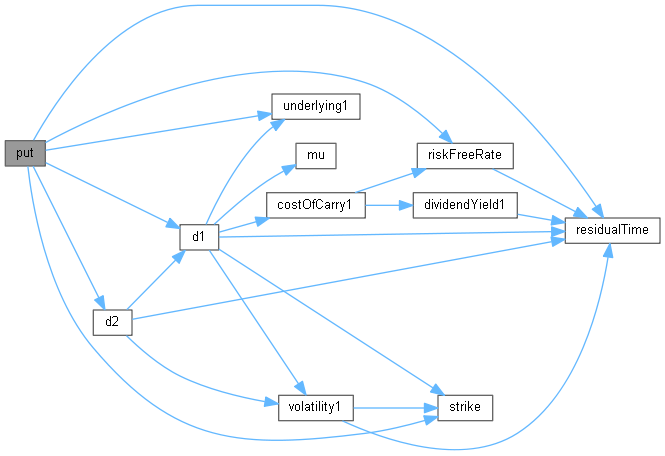 put
underlying1
mu
riskFreeRate
costOfCarry1
dividendYield1
d1
residualTime
d2
volatility1
strike